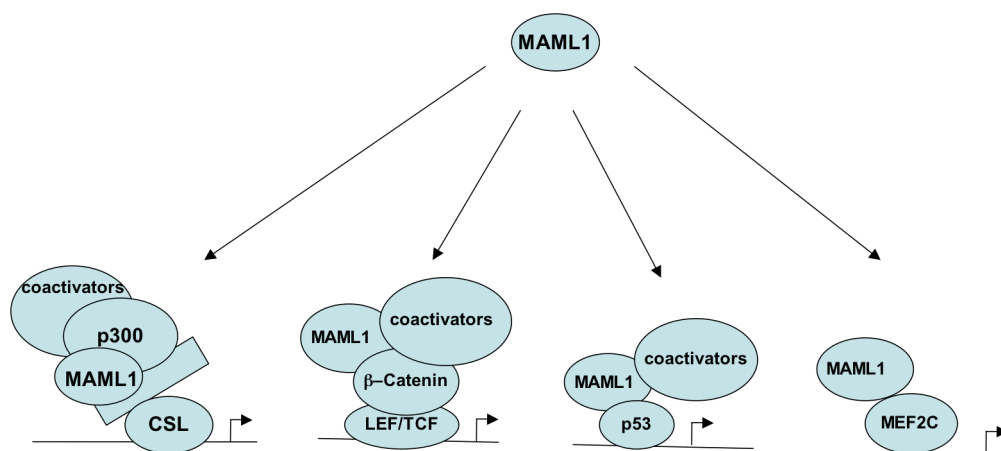 MAML1
coactivators
p300
MAML1
CSL
MAML1
coactivators
β–Catenin
LEF/TCF
MAML1
coactivators
p53
MAML1
MEF2C